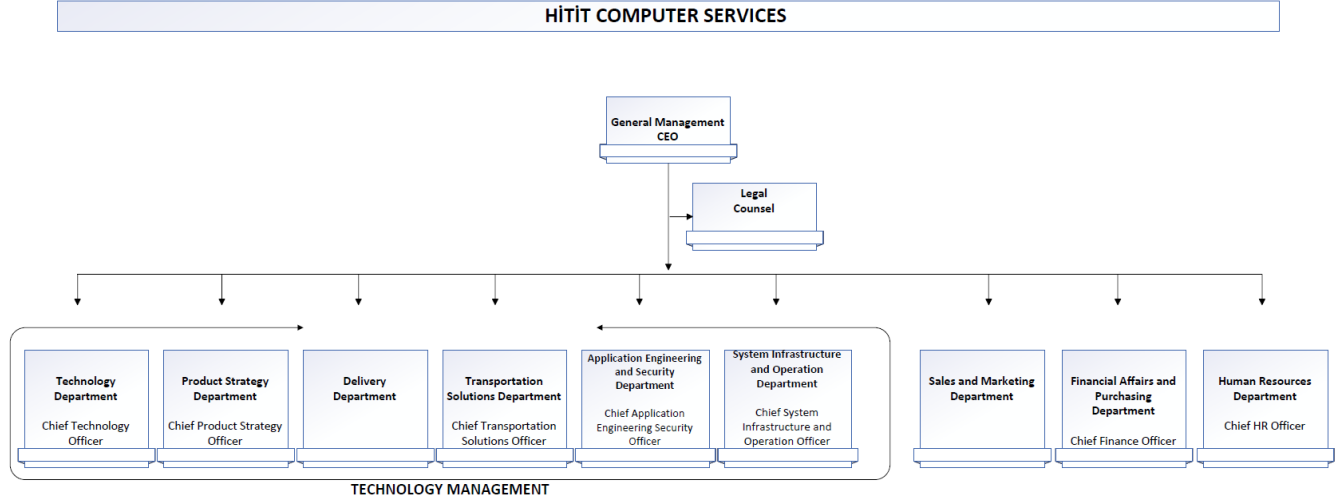 HİTİT COMPUTER SERVICES
General Management
CEO
Legal
Counsel
Technology
Department
Chief Technology
Officer
Product Strategy
Department
Chief Product Strategy
Officer
Delivery
Department
Transportation
Solutions Department
Chief Transportation
Solutions Officer
Application Engineering
and Security
Department
Chief Application
Engineering Security
Officer
System Infrastructure
and Operation
Department
Chief System
Infrastructure and
Operation Officer
Sales and Marketing
Department
Financial Affairs and
Purchasing
Department
Chief Finance Officer
Human Resources
Department
Chief HR Officer
TECHNOLOGY MANAGEMENT